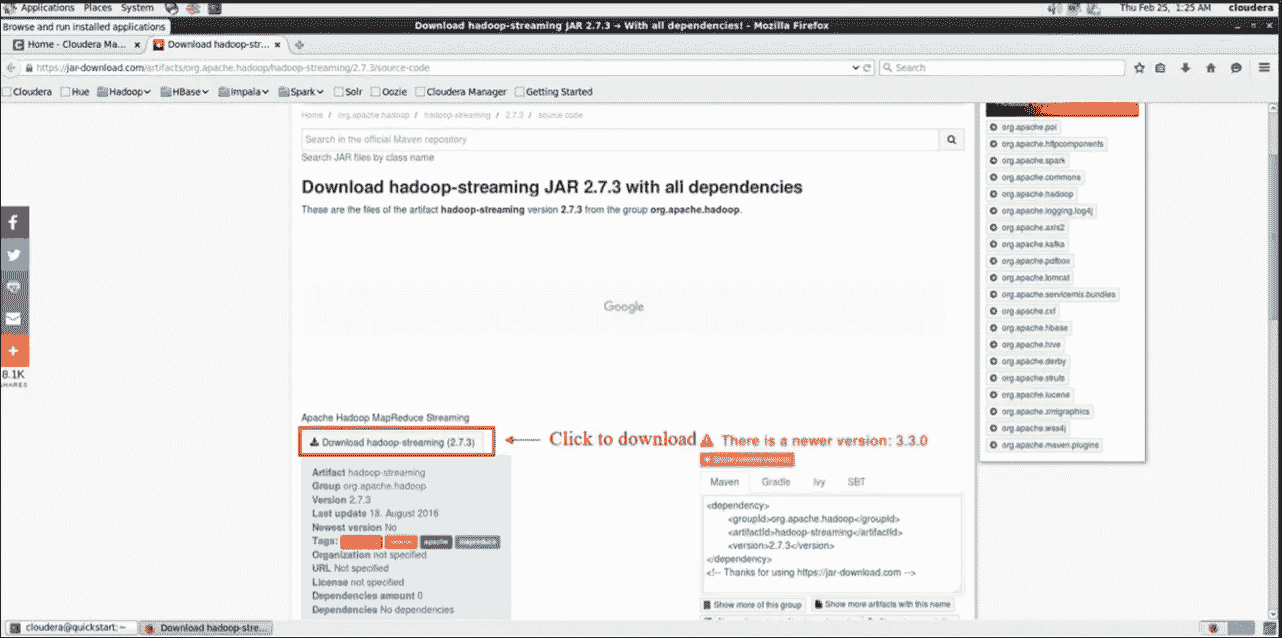 Applications Places System
Thu Feb 25, 1:25 AM cloudera
Browse and run installed applications
Download hadoop-streaming JAR 2.7.3 → With all dependencies! - Mozilla Firefox
Home - Cloudera Ma...
Download hadoop-str...
https://jar-download.com/artifacts/org.apache.hadoop/hadoop-streaming/2.7.3/source-code
Search
Cloudera Hue Hadoop HBase Impala Spark Solr Oozie Cloudera Manager Getting Started
Home / org.apache.hadoop / hadoop-streaming / 2.7.3 / source code
Search in the official Maven repository
Search JAR files by class name
Download hadoop-streaming JAR 2.7.3 with all dependencies
These are the files of the artifact hadoop-streaming version 2.7.3 from the group org.apache.hadoop.
Google
8.1K
SHARES
Apache Hadoop MapReduce Streaming
Download hadoop-streaming (2.7.3)
Click to download
There is a newer version: 3.3.0
Artifact hadoop-streaming
Group org.apache.hadoop
Version 2.7.3
Last update 18. August 2016
Newest version No
Tags: apache
Organization not specified
URL Not specified
License not specified
Dependencies amount 0
Dependencies No dependencies
Maven Gradle Ivy SBT
<dependency>
<groupId>org.apache.hadoop</groupId>
<artifactId>hadoop-streaming</artifactId>
<version>2.7.3</version>
</dependency>
<!-- Thanks for using https://jar-download.com -->
Show more of this group
Show more artifacts with this name
org.apache.poi
org.apache.httpcomponents
org.apache.spark
org.apache.commons
org.apache.hadoop
org.apache.logging.log4j
org.apache.axis2
org.apache.kafka
org.apache.pdfbox
org.apache.tomcat
org.apache.servicemix.bundles
org.apache.cxf
org.apache.hbase
org.apache.hive
org.apache.derby
org.apache.struts
org.apache.lucene
org.apache.xmlgraphics
org.apache.wss4j
org.apache.maven.plugins
cloudera@quickstart:~
Download hadoop-stre...